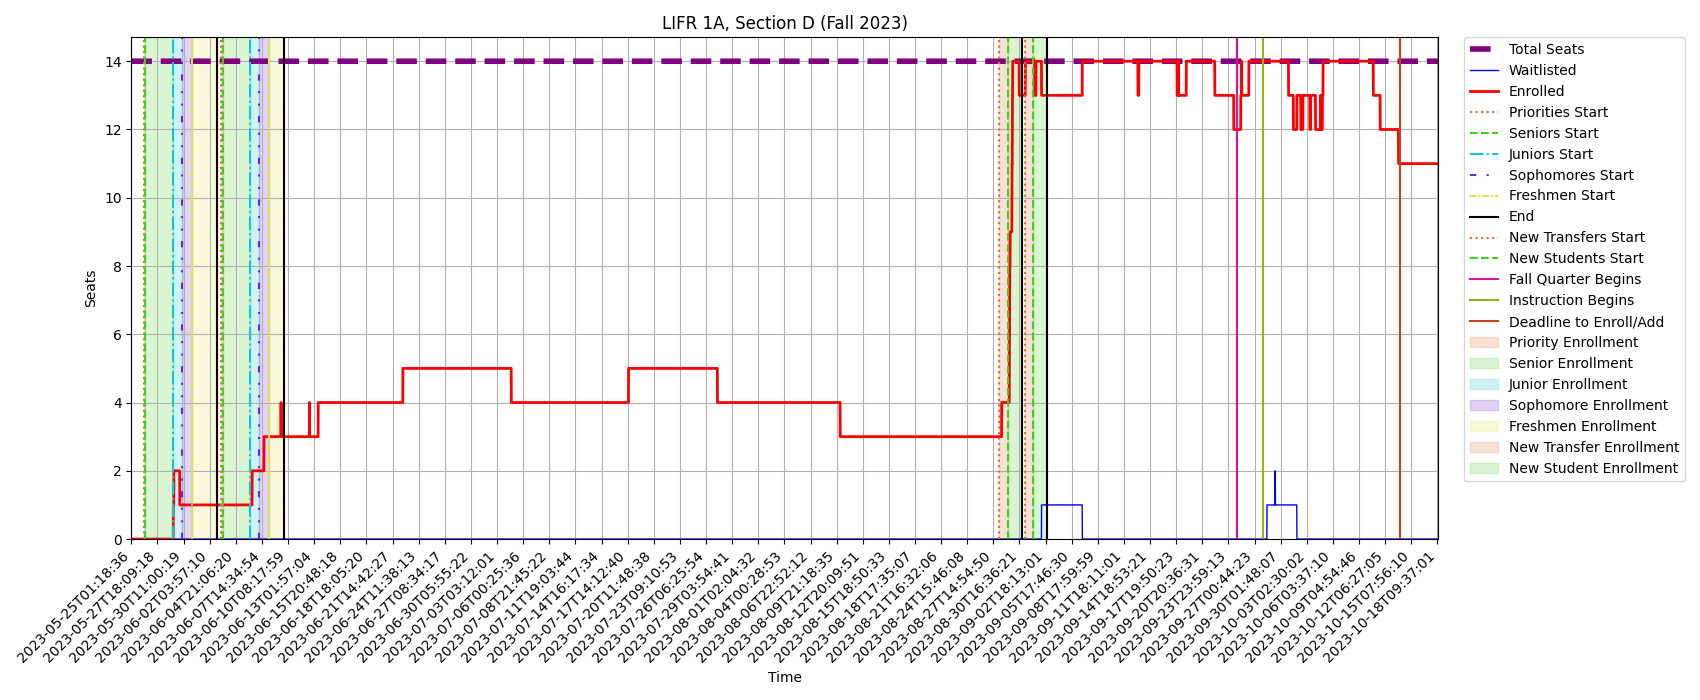 LIFR 1A, Section D (Fall 2023)
Seats
14
12
10
8
6
4
2
0
2023-05-25T01:18:36
2023-05-27T18:09:18
2023-05-30T11:00:19
2023-06-02T03:57:10
2023-06-04T21:06:20
2023-06-07T14:34:54
2023-06-10T08:17:59
2023-06-13T01:57:04
2023-06-15T20:48:18
2023-06-18T18:05:20
2023-06-21T14:42:27
2023-06-24T11:38:13
2023-06-27T08:34:17
2023-06-30T05:55:22
2023-07-03T03:12:01
2023-07-06T00:25:36
2023-07-08T21:45:22
2023-07-11T19:03:44
2023-07-14T16:17:34
2023-07-17T14:12:40
2023-07-20T11:48:38
2023-07-23T09:10:53
2023-07-26T06:25:54
2023-07-29T03:54:41
2023-08-01T02:04:32
2023-08-04T00:28:53
2023-08-06T22:52:12
2023-08-09T21:18:35
2023-08-12T20:09:51
2023-08-15T18:50:33
2023-08-18T17:35:07
2023-08-21T16:32:06
2023-08-24T15:46:08
2023-08-27T14:54:50
2023-08-30T16:36:21
2023-09-02T18:13:01
2023-09-05T17:46:30
2023-09-08T17:59:59
2023-09-11T18:11:01
2023-09-14T18:53:21
2023-09-17T19:50:23
2023-09-20T20:36:31
2023-09-23T23:59:13
2023-09-27T00:44:23
2023-09-30T01:48:07
2023-10-03T02:30:02
2023-10-06T03:37:10
2023-10-09T04:54:46
2023-10-12T06:27:05
2023-10-15T07:56:10
2023-10-18T09:37:01
Time
Total Seats
Waitlisted
Enrolled
Priorities Start
Seniors Start
Juniors Start
Sophomores Start
Freshmen Start
End
New Transfers Start
New Students Start
Fall Quarter Begins
Instruction Begins
Deadline to Enroll/Add
Priority Enrollment
Senior Enrollment
Junior Enrollment
Sophomore Enrollment
Freshmen Enrollment
New Transfer Enrollment
New Student Enrollment